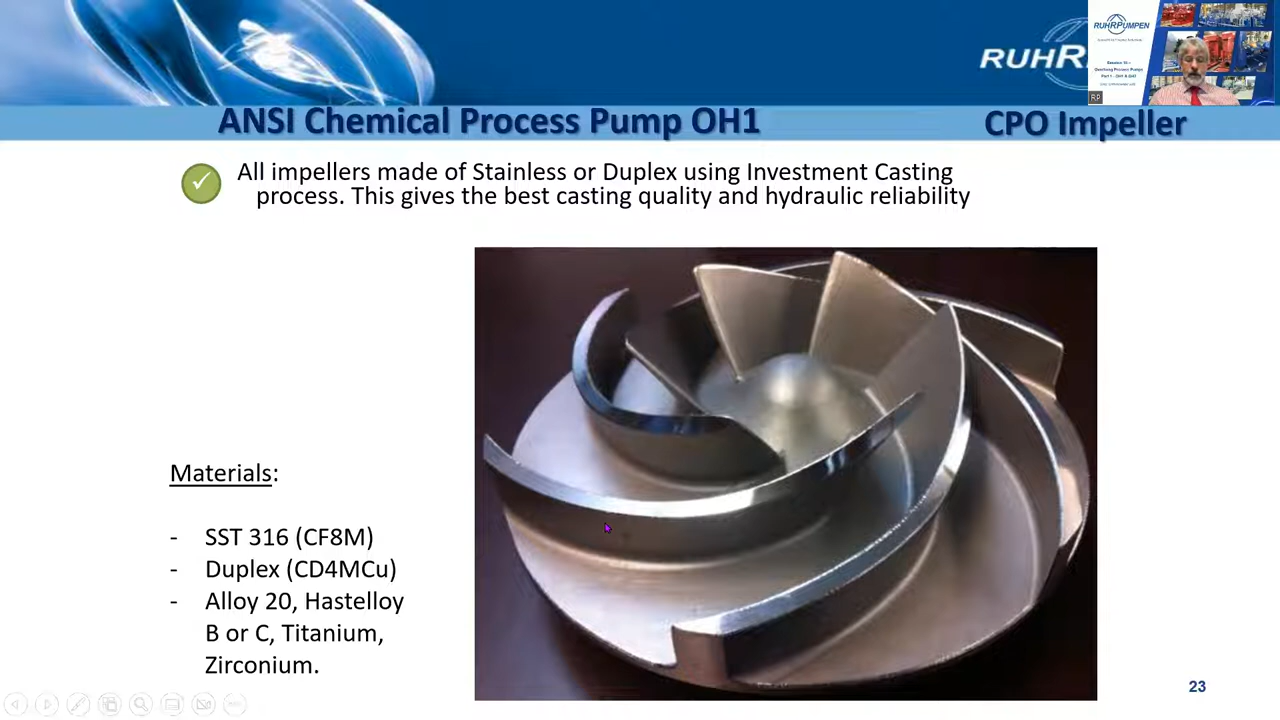 RUHRP
RUHRPUMPEN
ANSI Chemical Process Pump OH1
CPO Impeller
RP
All impellers made of Stainless or Duplex using Investment Casting
process. This gives the best casting quality and hydraulic reliability
Materials:
- SST 316 (CF8M)
- Duplex (CD4MCu)
- Alloy 20, Hastelloy
B or C, Titanium,
Zirconium.
23